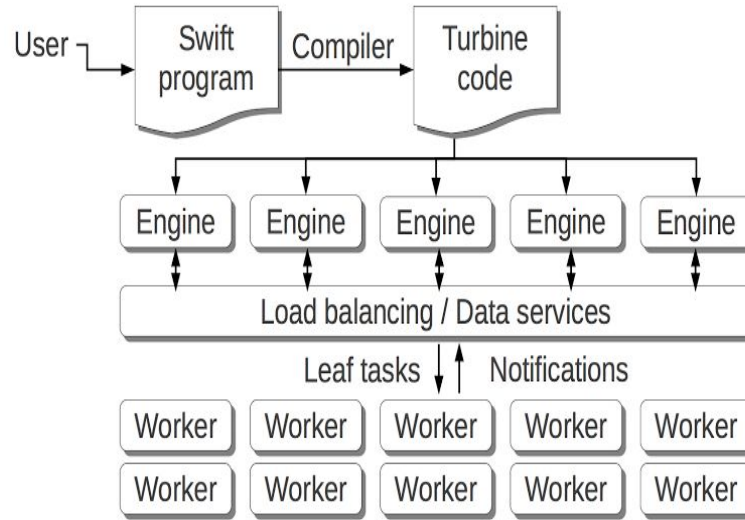 User
Swift
program
Compiler
Turbine
code
Engine Engine Engine Engine Engine
Load balancing / Data services
Leaf tasks Notifications
Worker Worker Worker Worker Worker
Worker Worker Worker Worker Worker